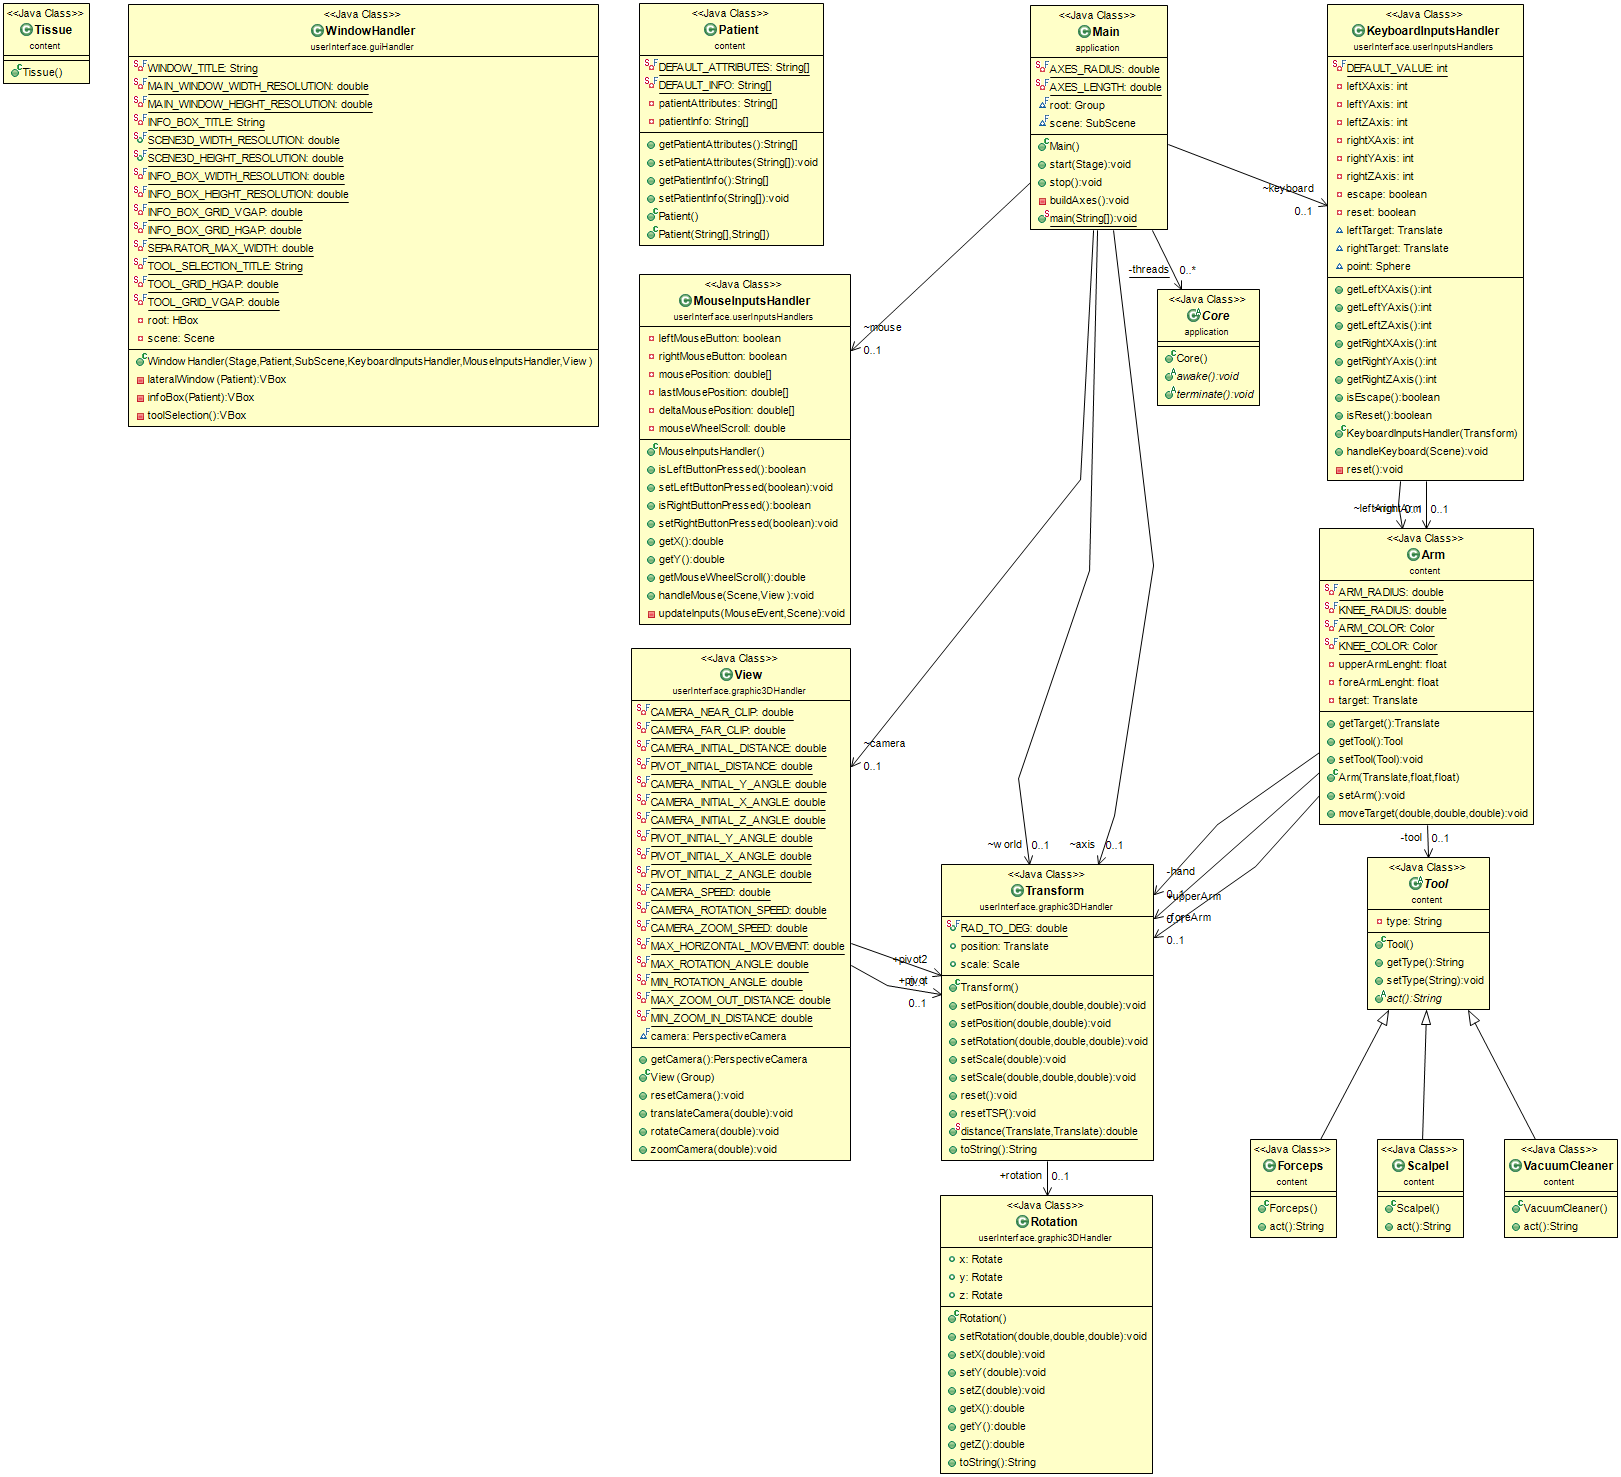 <<Java Class>>
Tissue
content
Tissue()
<<Java Class>>
WindowHandler
userInterface.guiHandler
WINDOW_TITLE: String
MAIN_WINDOW_WIDTH_RESOLUTION: double
MAIN_WINDOW_HEIGHT_RESOLUTION: double
INFO_BOX_TITLE: String
SCENE3D_WIDTH_RESOLUTION: double
SCENE3D_HEIGHT_RESOLUTION: double
INFO_BOX_WIDTH_RESOLUTION: double
INFO_BOX_HEIGHT_RESOLUTION: double
INFO_BOX_GRID_VGAP: double
INFO_BOX_GRID_HGAP: double
SEPARATOR_MAX_WIDTH: double
TOOL_SELECTION_TITLE: String
TOOL_GRID_HGAP: double
TOOL_GRID_VGAP: double
root: HBox
scene: Scene
WindowHandler(Stage,Patient,SubScene,KeyboardInputsHandler,MouseInputsHandler,View)
lateralWindow(Patient):VBox
infoBox(Patient):VBox
toolSelection():VBox
<<Java Class>>
Patient
content
DEFAULT_ATTRIBUTES: String[]
DEFAULT_INFO: String[]
patientAttributes: String[]
patientInfo: String[]
getPatientAttributes():String[]
setPatientAttributes(String[]):void
getPatientInfo():String[]
setPatientInfo(String[]):void
Patient()
Patient(String[],String[])
<<Java Class>>
Main
application
AXES_RADIUS: double
AXES_LENGTH: double
root: Group
scene: SubScene
Main()
start(Stage):void
stop():void
buildAxes():void
main(String[]):void
<<Java Class>>
KeyboardInputsHandler
userInterface.userInputsHandlers
DEFAULT_VALUE: int
leftXAxis: int
leftYAxis: int
leftZAxis: int
rightXAxis: int
rightYAxis: int
rightZAxis: int
escape: boolean
reset: boolean
leftTarget: Translate
rightTarget: Translate
point: Sphere
getLeftXAxis():int
getLeftYAxis():int
getLeftZAxis():int
getRightXAxis():int
getRightYAxis():int
getRightZAxis():int
isEscape():boolean
isReset():boolean
KeyboardInputsHandler(Transform)
handleKeyboard(Scene):void
reset():void
~keyboard
0..1
-threads
0..*
~mouse
0..1
<<Java Class>>
Core
application
Core()
awake():void
terminate():void
<<Java Class>>
MouseInputsHandler
userInterface.userInputsHandlers
leftMouseButton: boolean
rightMouseButton: boolean
mousePosition: double[]
lastMousePosition: double[]
deltaMousePosition: double[]
mouseWheelScroll: double
MouseInputsHandler()
isLeftButtonPressed():boolean
setLeftButtonPressed(boolean):void
isRightButtonPressed():boolean
setRightButtonPressed(boolean):void
getX():double
getY():double
getMouseWheelScroll():double
handleMouse(Scene,View):void
updateInputs(MouseEvent,Scene):void
0..1
0..1
<<Java Class>>
Arm
content
ARM_RADIUS: double
KNEE_RADIUS: double
ARM_COLOR: Color
KNEE_COLOR: Color
upperArmLenght: float
foreArmLenght: float
target: Translate
getTarget():Translate
getTool():Tool
setTool(Tool):void
Arm(Translate,float,float)
setArm():void
moveTarget(double,double,double):void
<<Java Class>>
View
userInterface.graphic3DHandler
CAMERA_NEAR_CLIP: double
CAMERA_FAR_CLIP: double
CAMERA_INITIAL_DISTANCE: double
PIVOT_INITIAL_DISTANCE: double
CAMERA_INITIAL_Y_ANGLE: double
CAMERA_INITIAL_X_ANGLE: double
CAMERA_INITIAL_Z_ANGLE: double
PIVOT_INITIAL_Y_ANGLE: double
PIVOT_INITIAL_X_ANGLE: double
PIVOT_INITIAL_Z_ANGLE: double
CAMERA_SPEED: double
CAMERA_ROTATION_SPEED: double
CAMERA_ZOOM_SPEED: double
MAX_HORIZONTAL_MOVEMENT: double
MAX_ROTATION_ANGLE: double
MIN_ROTATION_ANGLE: double
MAX_ZOOM_OUT_DISTANCE: double
MIN_ZOOM_IN_DISTANCE: double
camera: PerspectiveCamera
getCamera():PerspectiveCamera
View(Group)
resetCamera():void
translateCamera(double):void
rotateCamera(double):void
zoomCamera(double):void
~camera
0..1
~world
0..1
~axis
0..1
-hand
0..1
-upperArm
-foreArm
0..1
-tool
0..1
+pivot2
+pivot
0..1
<<Java Class>>
Transform
userInterface.graphic3DHandler
RAD_TO_DEG: double
position: Translate
scale: Scale
Transform()
setPosition(double,double,double):void
setPosition(double,double):void
setRotation(double,double,double):void
setScale(double):void
setScale(double,double,double):void
reset():void
resetTSP():void
distance(Translate,Translate):double
toString():String
<<Java Class>>
Tool
content
type: String
Tool()
getType():String
setType(String):void
act():String
+rotation
0..1
<<Java Class>>
Rotation
userInterface.graphic3DHandler
x: Rotate
y: Rotate
z: Rotate
Rotation()
setRotation(double,double,double):void
setX(double):void
setY(double):void
setZ(double):void
getX():double
getY():double
getZ():double
toString():String
<<Java Class>>
Forceps
content
Forceps()
act():String
<<Java Class>>
Scalpel
content
Scalpel()
act():String
<<Java Class>>
VacuumCleaner
content
VacuumCleaner()
act():String